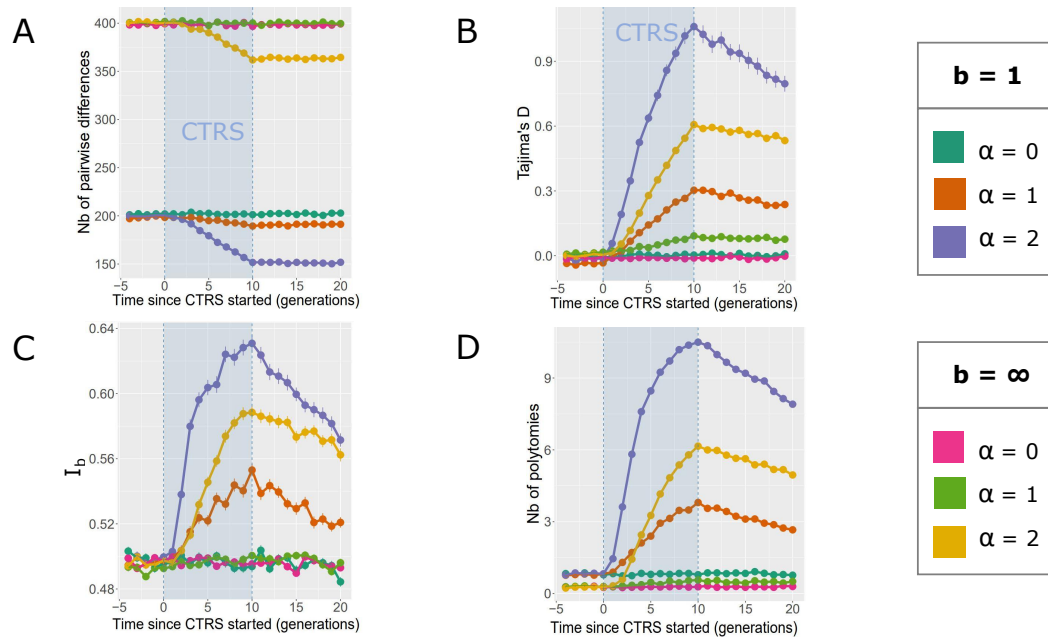 A
Nb of pairwise differences
400
350
300
250
200
150
CTRS
−5 0 5 10 15 20
Time since CTRS started (generations)
B
Tajima's D
0.9
0.6
0.3
0.0
CTRS
−5 0 5 10 15 20
Time since CTRS started (generations)
b = 1
α = 0
α = 1
α = 2
C
I_b
0.64
0.60
0.56
0.52
0.48
−5 0 5 10 15 20
Time since CTRS started (generations)
D
Nb of polytomies
9
6
3
0
−5 0 5 10 15 20
Time since CTRS started (generations)
b = ∞
α = 0
α = 1
α = 2